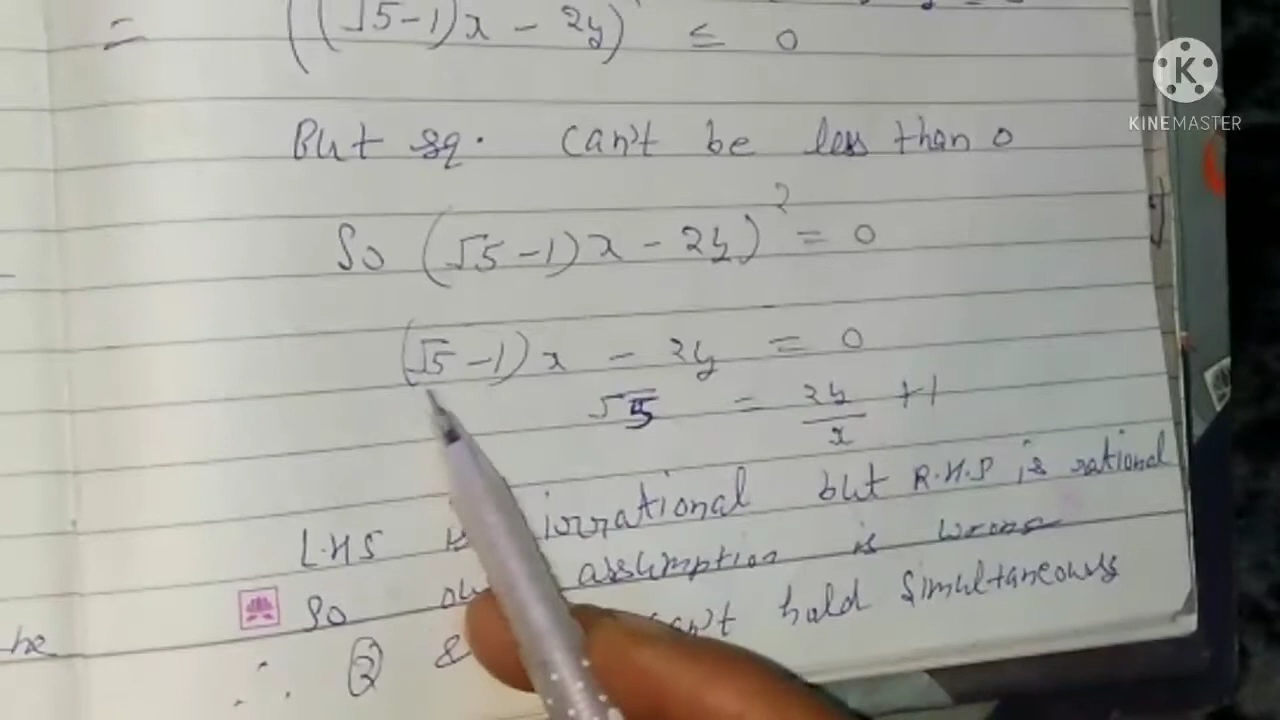 = ((√5-1)x - 2y) ≤ 0
But sq. can't be less than 0
So (√5-1)x - 2y)² = 0
(√5-1)x - 2y = 0
√5 = 2y/x +1
L.H.S irrational but R.H.S is rational
So assumption is wrong
∴ ② & can't hold simultaneously
he
K
KINEMASTER